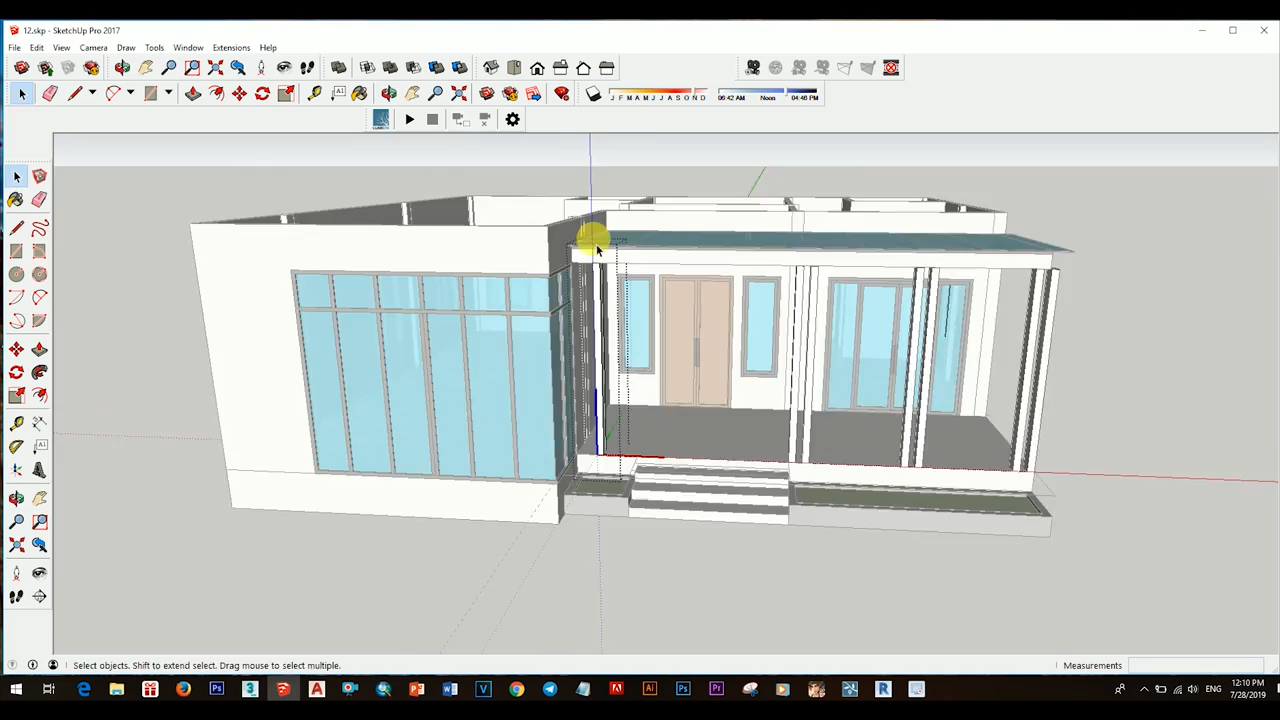 12.skp - SketchUp Pro 2017
File Edit View Camera Draw Tools Window Extensions Help
J F M A M J J A S O N D 06:42 AM Noon 04:46 PM
A1
A1
Select objects. Shift to extend select. Drag mouse to select multiple.
Measurements
ENG
12:10 PM
7/28/2019